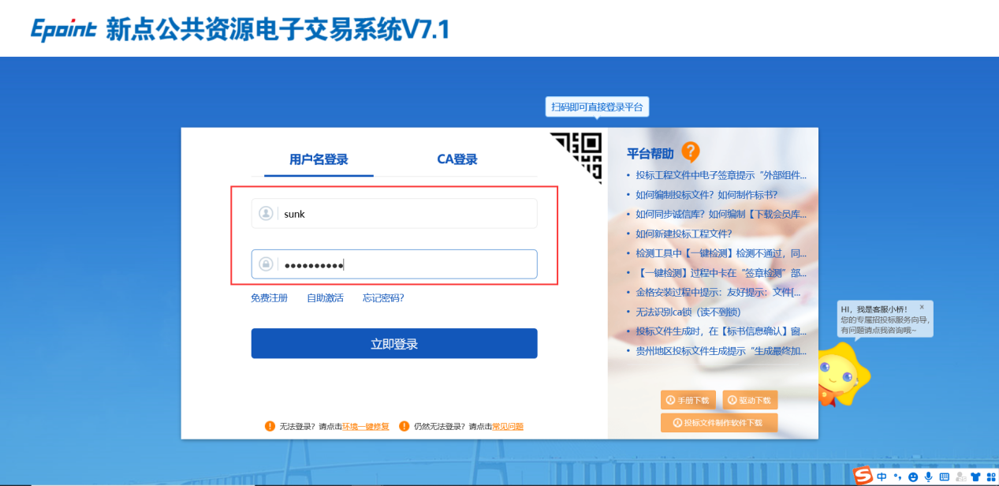 Epoint 新点公共资源电子交易系统V7.1
扫码即可直接登录平台
用户名登录
CA登录
sunk
●●●●●●●●●●
免费注册
自助激活
忘记密码?
立即登录
无法登录？请点击环境一键修复
仍然无法登录？请点击常见问题
平台帮助
• 投标工程文件中电子签章提示“外部组件...
• 如何编制投标文件？如何制作标书？
• 如何同步诚信库？如何编制【下载会员库...
• 如何新建投标工程文件？
• 检测工具中【一键检测】检测不通过，同...
• 【一键检测】过程中卡在“签章检测”部...
• 金格安装过程中提示：友好提示：文件[...
• 无法识别ca锁（读不到锁）
• 投标文件生成时，在【标书信息确认】窗...
• 贵州地区投标文件生成提示“生成最终加...
手册下载
驱动下载
投标文件制作软件下载
HI，我是客服小桥！ x
您的专属招投标服务向导，
有问题请点我咨询哦~
S 中